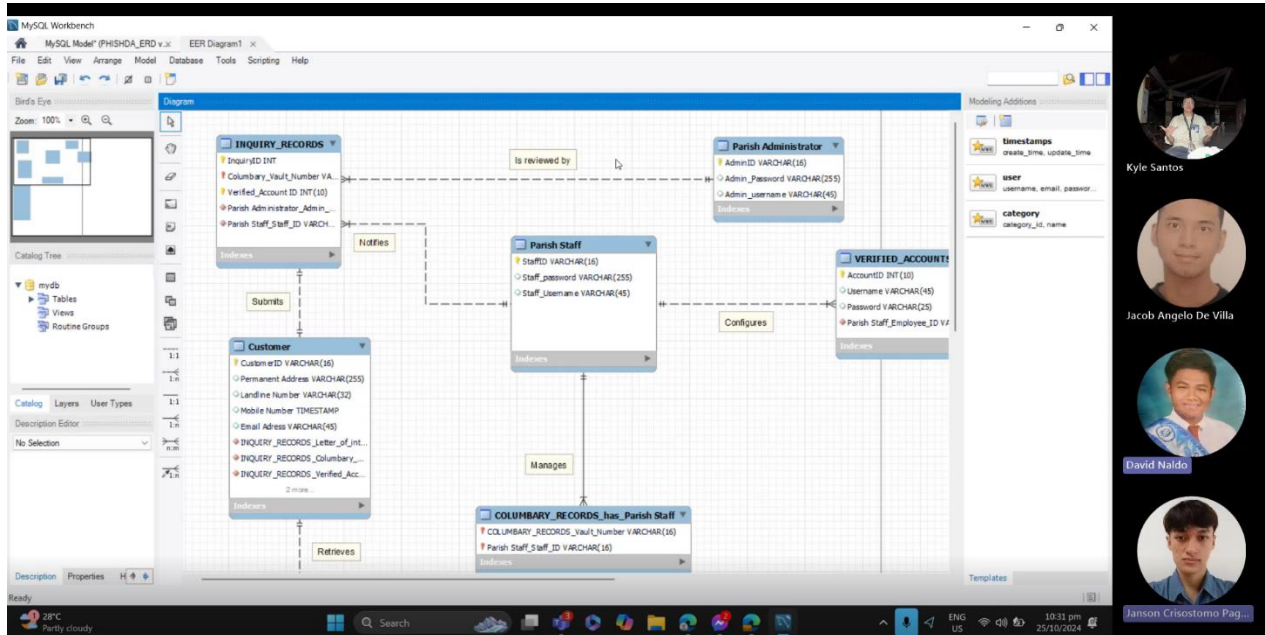 MySQL Workbench
MySQL Model* (PHISHDA_ERD v... x
EER Diagram1 x
File Edit View Arrange Model Database Tools Scripting Help
Bird's Eye
Zoom: 100%
Catalog Tree
mydb
Tables
Views
Routine Groups
Catalog Layers User Types
Description Editor
No Selection
Description Properties H
Ready
Diagram
1:1
1:n
1:1
1:n
n:m
1:n
INQUIRY_RECORDS
InquiryID INT
Columbary_Vault_Number VA...
Verified_Account ID INT(10)
Parish Administrator_Admin_...
Parish Staff_Staff_ID VARCH...
Indexes
Is reviewed by
Parish Administrator
AdminID VARCHAR(16)
Admin_Password VARCHAR(255)
Admin_username VARCHAR(45)
Indexes
Notifies
Parish Staff
StaffID VARCHAR(16)
Staff_password VARCHAR(255)
Staff_Username VARCHAR(45)
Indexes
VERIFIED_ACCOUNTS
AccountID INT(10)
Username VARCHAR(45)
Password VARCHAR(25)
Parish Staff_Employee_ID VA
Indexes
Submits
Configures
Customer
CustomerID VARCHAR(16)
Permanent Address VARCHAR(255)
Landline Number VARCHAR(32)
Mobile Number TIMESTAMP
Email Adress VARCHAR(45)
INQUIRY_RECORDS_Letter_of_int...
INQUIRY_RECORDS_Columbary_...
INQUIRY_RECORDS_Verified_Acc...
2 more...
Indexes
Manages
Retrieves
COLUMBARY_RECORDS_has_Parish Staff
COLUMBARY_RECORDS_Vault_Number VARCHAR(16)
Parish Staff_Staff_ID VARCHAR(16)
Indexes
Modeling Additions
timestamps
create_time, update_time
user
username, email, passwor...
category
category_id, name
Templates
Kyle Santos
Jacob Angelo De Villa
David Naldo
Janson Crisostomo Pag...
28°C
Partly cloudy
Search
ENG
US
10:31 pm
25/10/2024